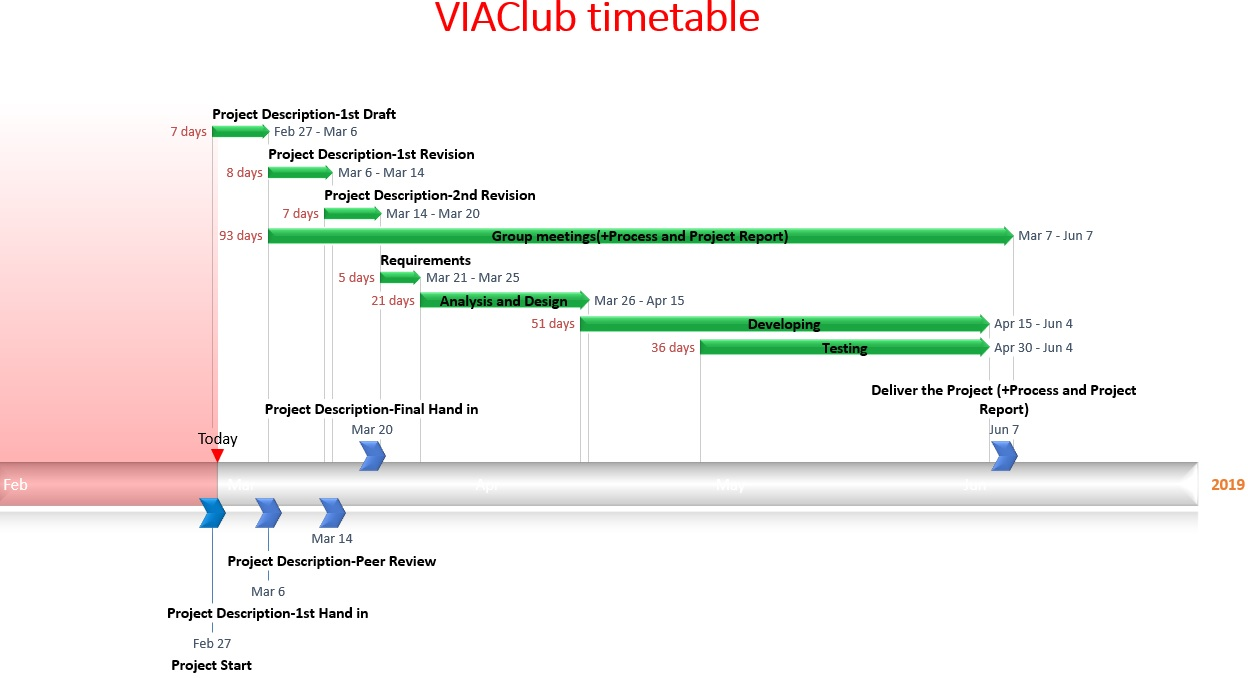 VIAClub timetable
Project Description-1st Draft
7 days Feb 27 - Mar 6
Project Description-1st Revision
8 days Mar 6 - Mar 14
Project Description-2nd Revision
7 days Mar 14 - Mar 20
93 days Group meetings(+Process and Project Report) Mar 7 - Jun 7
Requirements
5 days Mar 21 - Mar 25
21 days Analysis and Design Mar 26 - Apr 15
51 days Developing Apr 15 - Jun 4
36 days Testing Apr 30 - Jun 4
Deliver the Project (+Process and Project
Report)
Project Description-Final Hand in
Mar 20 Jun 7
Today
Feb Mar Apr May Jun 2019
Mar 14
Project Description-Peer Review
Mar 6
Project Description-1st Hand in
Feb 27
Project Start